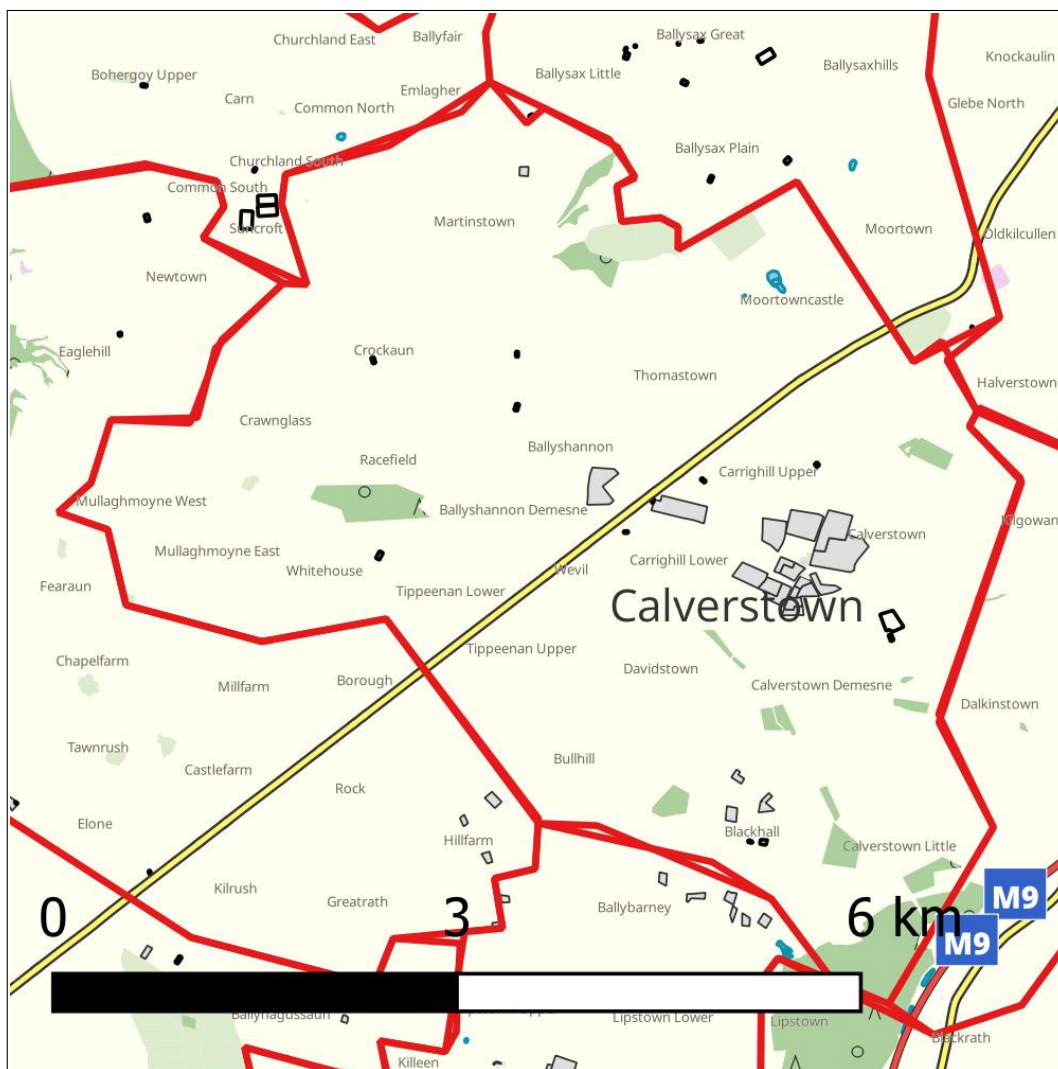 Churchland East
Ballyfair
Ballysax Great
Knockaulin
Bohergoy Upper
Ballysax Little
Ballysaxhills
Emlagher
Carn
Common North
Glebe North
Ballysax Plain
Churchland South
Common South
Martinstown
Suncroft
Moortown
Oldkilcullen
Newtown
Moortowncastle
Eaglehill
Crockaun
Thomastown
Halverstown
Crawnglass
Ballyshannon
Racefield
Carrighill Upper
Mullaghmoyne West
Ballyshannon Demesne
Kilgowan
Calverstown
Mullaghmoyne East
Whitehouse
Wevil
Carrighill Lower
Fearaun
Tippeenan Lower
Calverstown
Tippeenan Upper
Chapelfarm
Davidstown
Borough
Millfarm
Calverstown Demesne
Dalkinstown
Tawnrush
Castlefarm
Bullhill
Rock
Elone
Hillfarm
Blackhall
Calverstown Little
Kilrush
Greatrath
Ballybarney
M9
0 3 6 km
M9
Lipstown Lower
Lipstown
Blackrath
Killeen